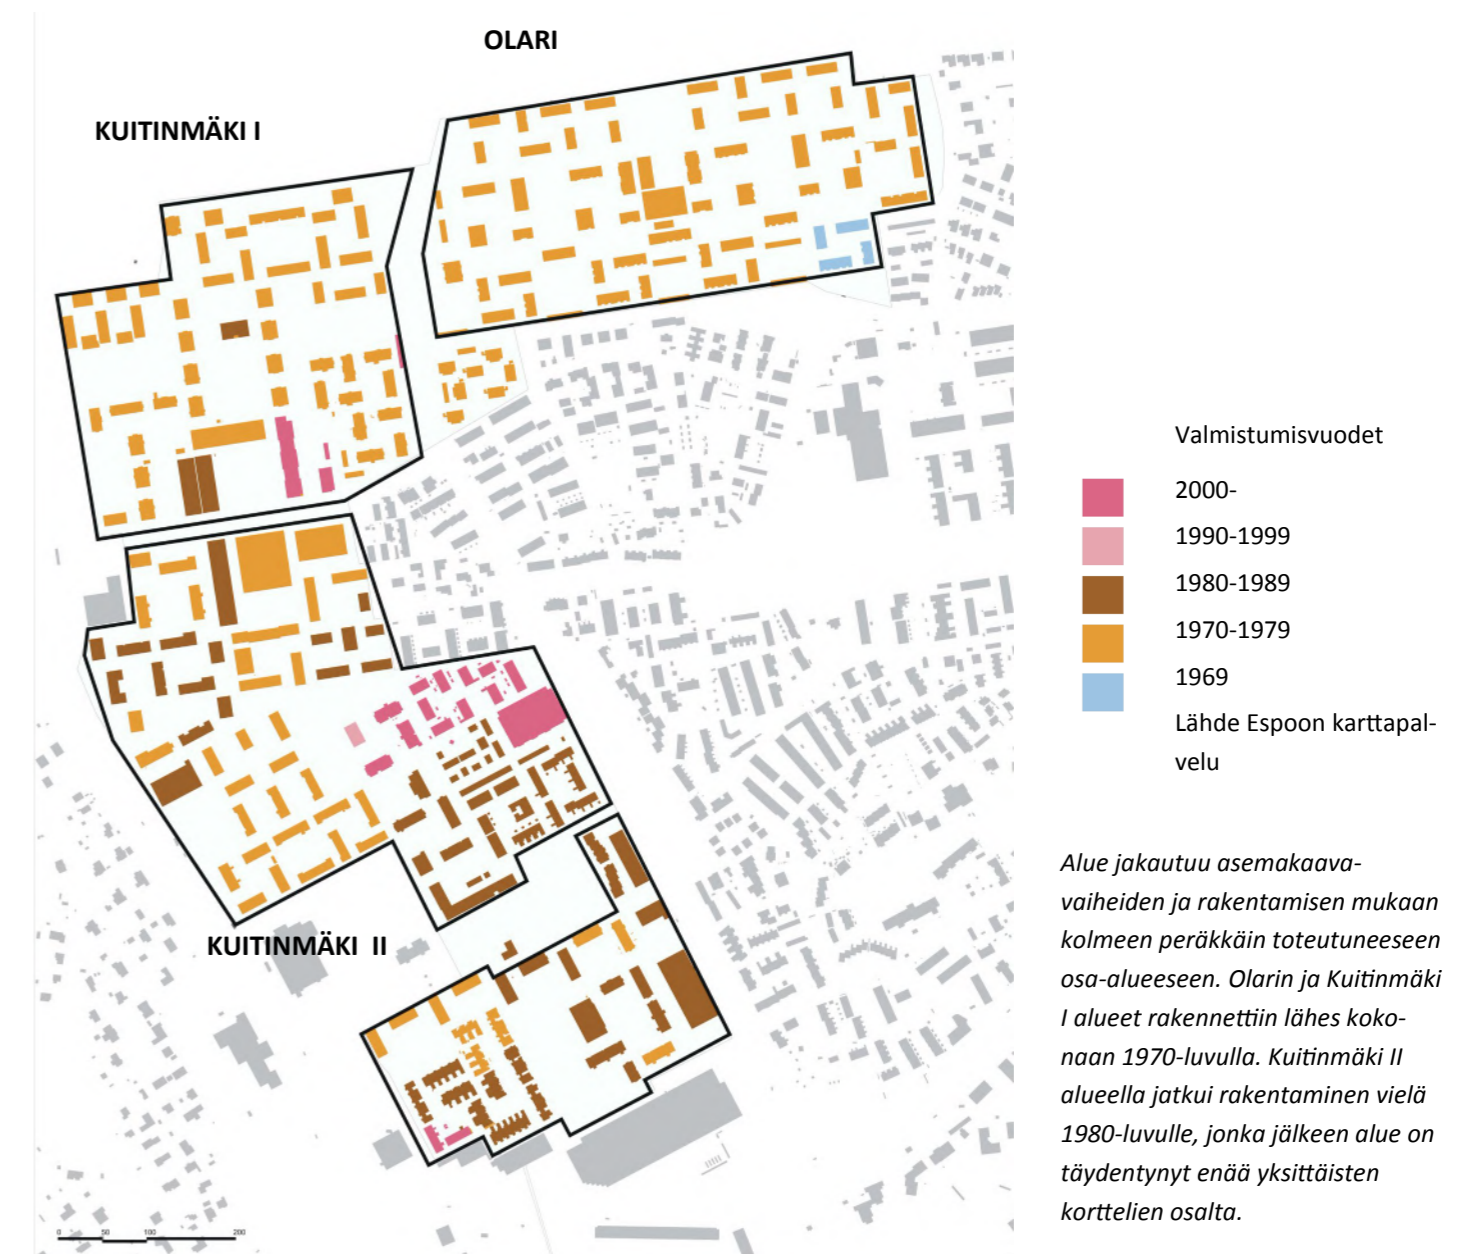 OLARI
KUITINMÄKI I
KUITINMÄKI II
0 50 100 200
Valmistumisvuodet
2000-
1990-1999
1980-1989
1970-1979
1969
Lähde Espoon karttapal-
velu
Alue jakautuu asemakaava-
vaiheiden ja rakentamisen mukaan
kolmeen peräkkäin toteutuneeseen
osa-alueeseen. Olarin ja Kuitinmäki
I alueet rakennettiin lähes koko-
naan 1970-luvulla. Kuitinmäki II
alueella jatkui rakentaminen vielä
1980-luvulle, jonka jälkeen alue on
täydentynyt enää yksittäisten
korttelien osalta.